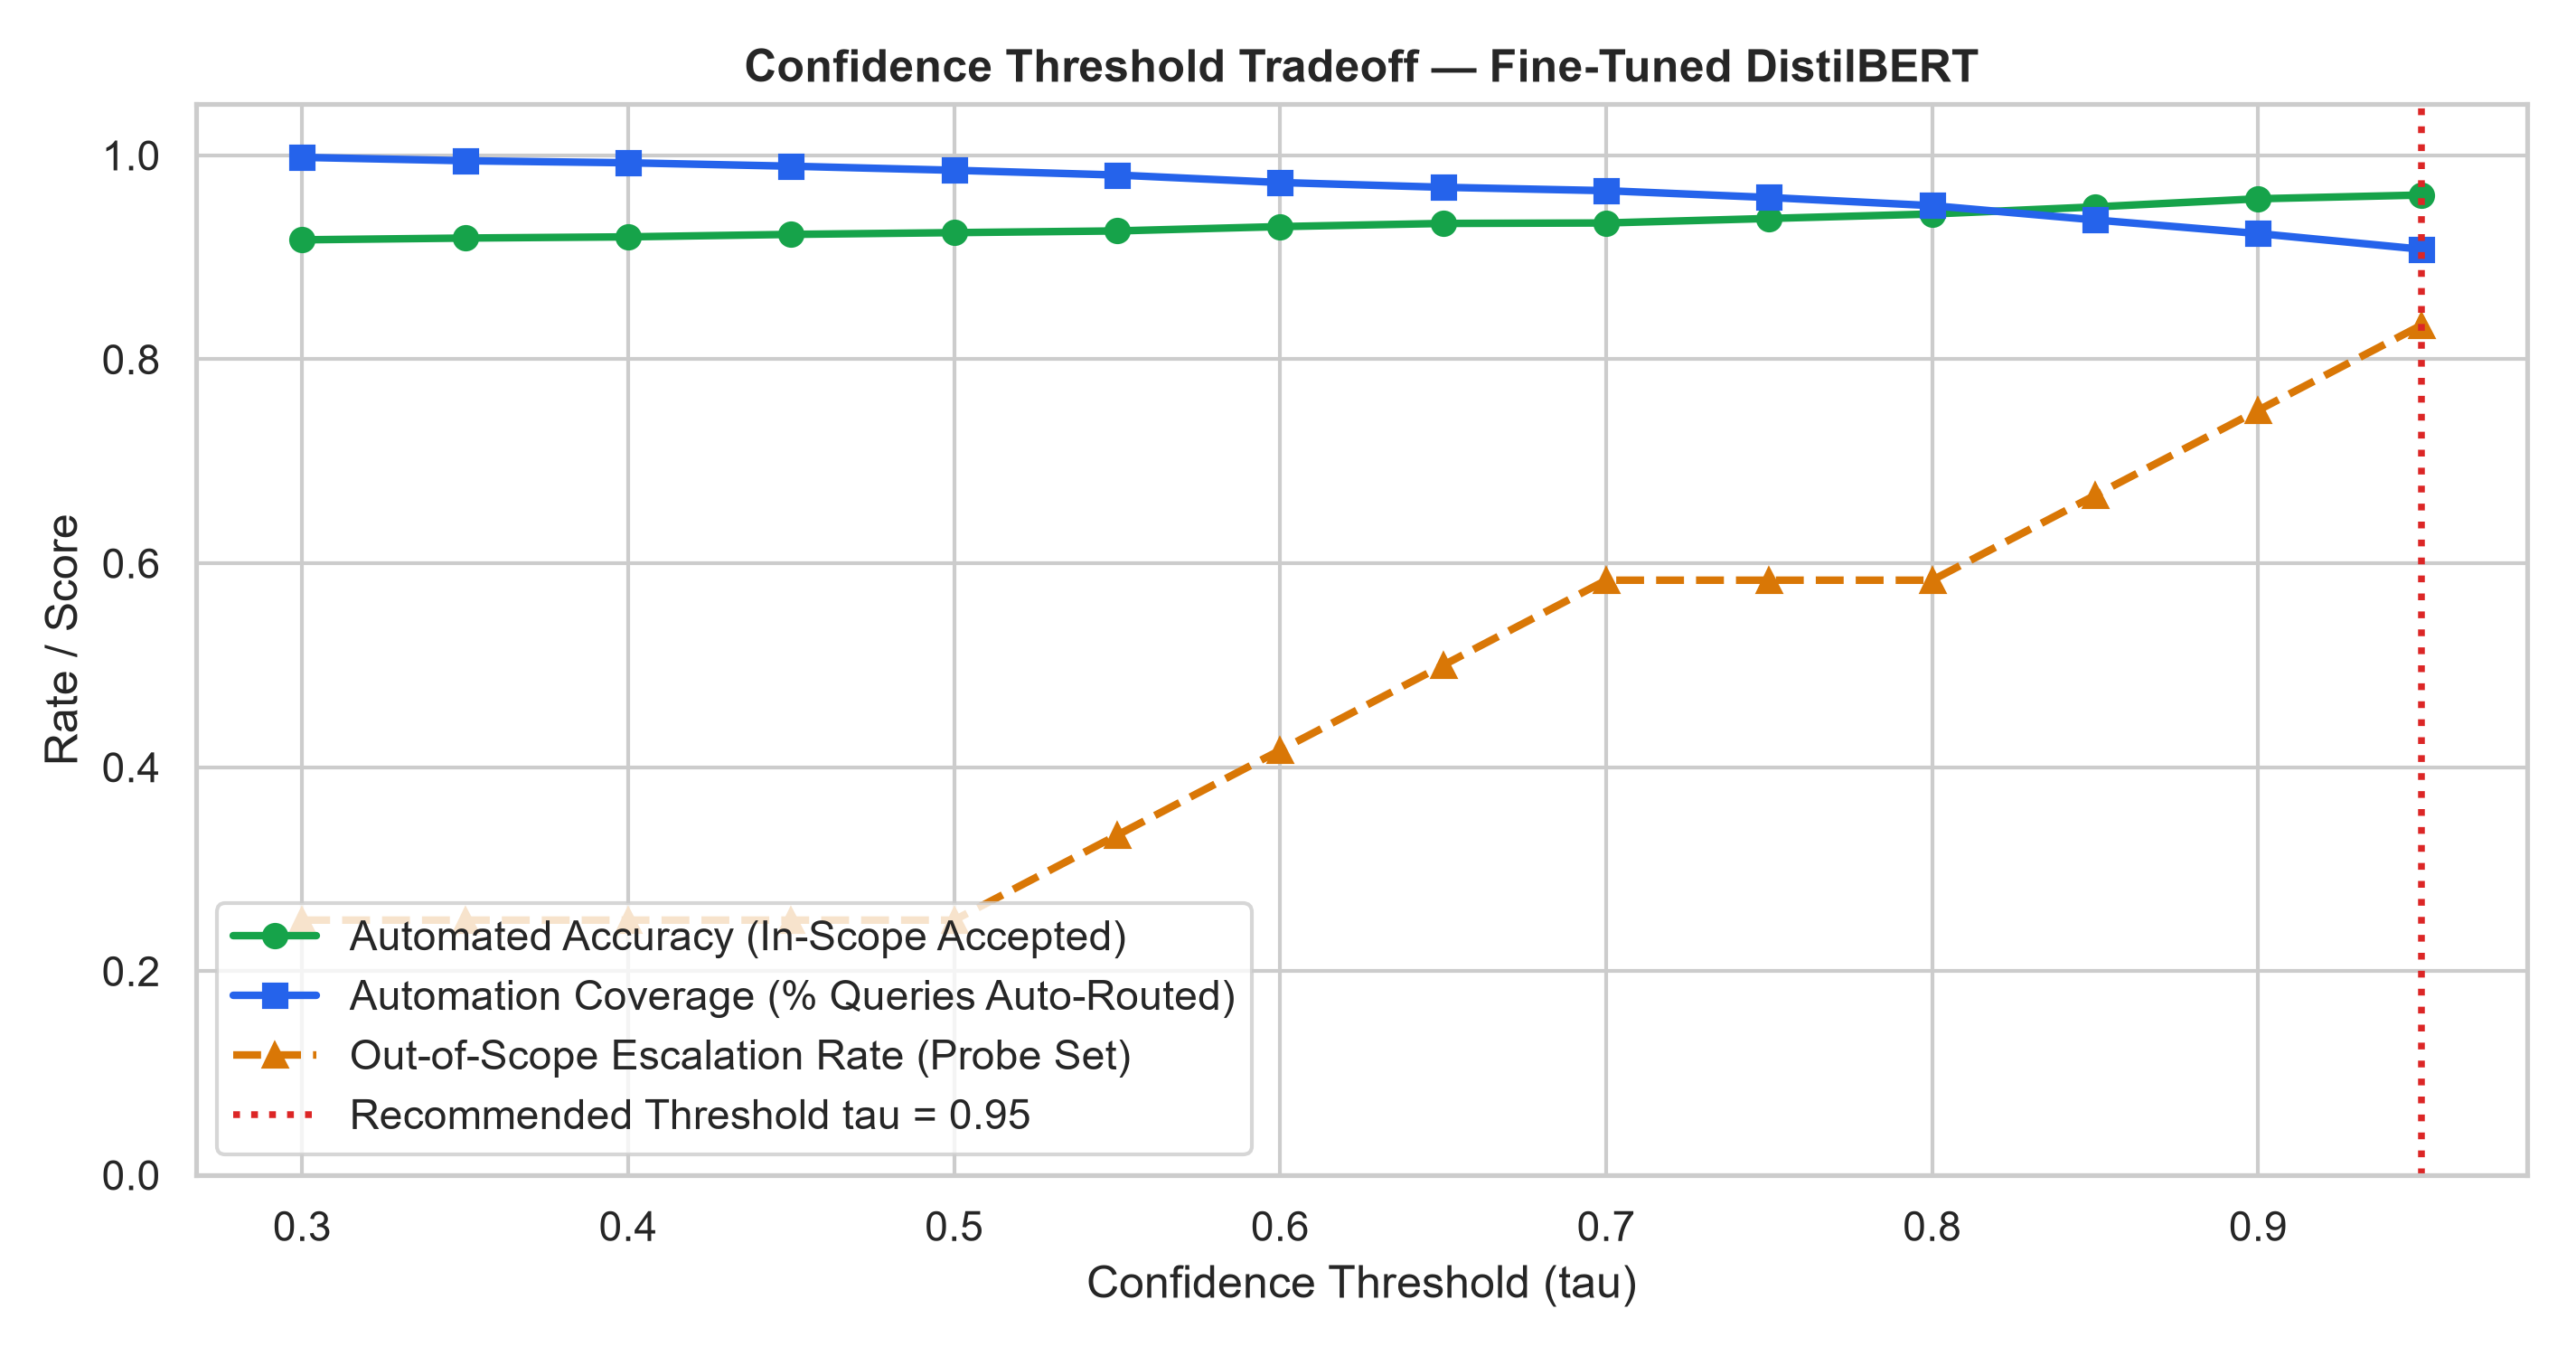 Confidence Threshold Tradeoff — Fine-Tuned DistilBERT
Rate / Score
1.0
0.8
0.6
0.4
0.2
0.0
Automated Accuracy (In-Scope Accepted)
Automation Coverage (% Queries Auto-Routed)
Out-of-Scope Escalation Rate (Probe Set)
Recommended Threshold tau = 0.95
0.3 0.4 0.5 0.6 0.7 0.8 0.9
Confidence Threshold (tau)